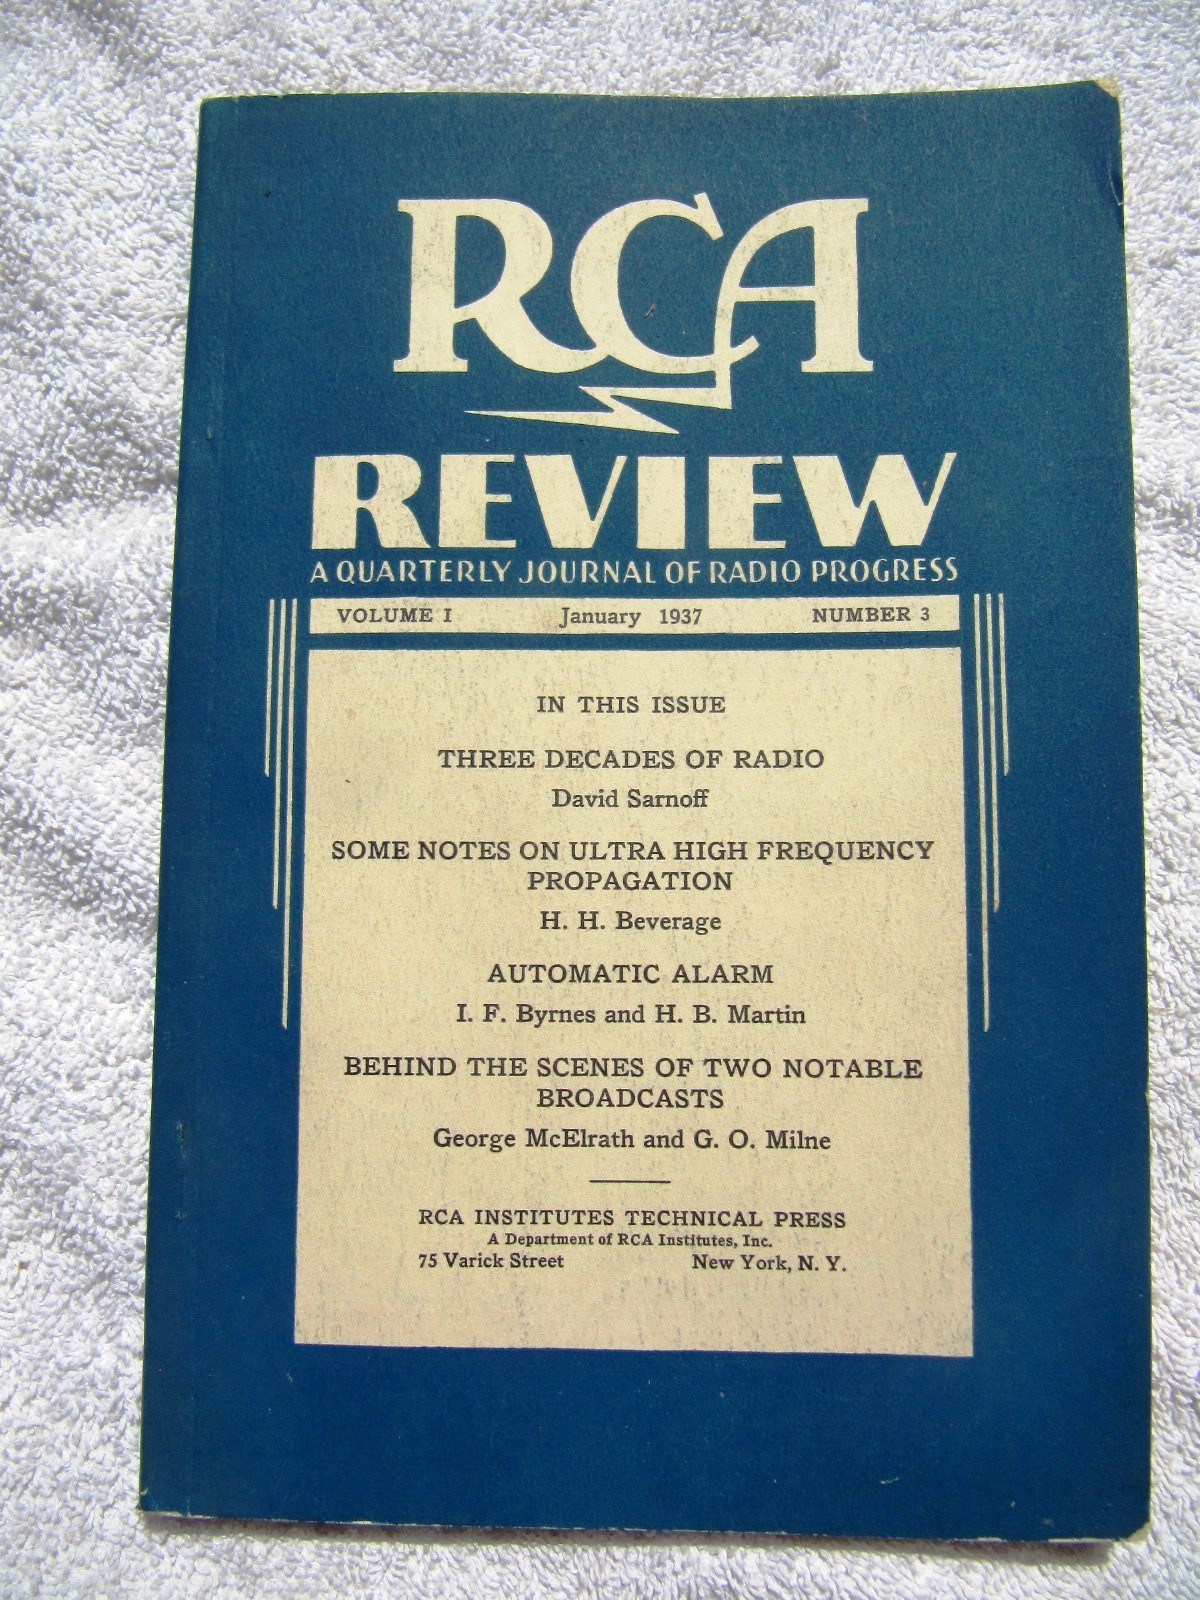 RCA
REVIEW
A QUARTERLY JOURNAL OF RADIO PROGRESS
VOLUME I January 1937 NUMBER 3
IN THIS ISSUE
THREE DECADES OF RADIO
David Sarnoff
SOME NOTES ON ULTRA HIGH FREQUENCY
PROPAGATION
H. H. Beverage
AUTOMATIC ALARM
I. F. Byrnes and H. B. Martin
BEHIND THE SCENES OF TWO NOTABLE
BROADCASTS
George McElrath and G. O. Milne
RCA INSTITUTES TECHNICAL PRESS
A Department of RCA Institutes, Inc.
75 Varick Street New York, N. Y.